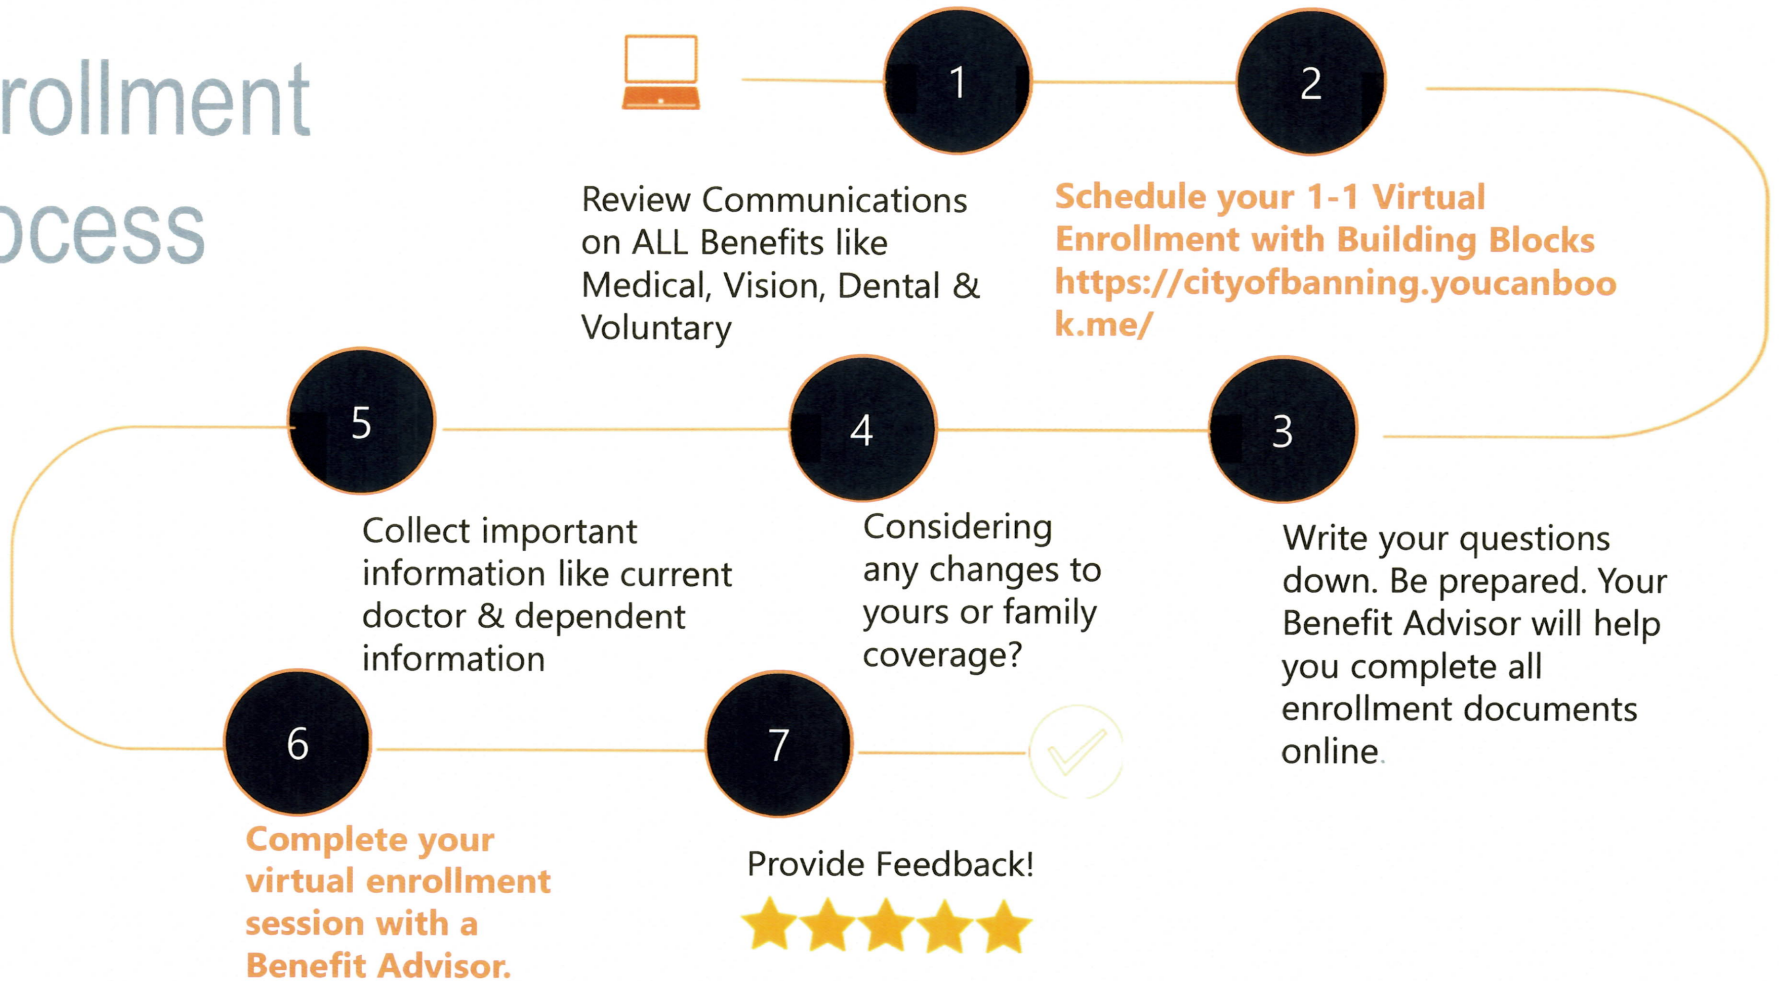 rollment
ocess
1
2
Review Communications
on ALL Benefits like
Medical, Vision, Dental &
Voluntary
Schedule your 1-1 Virtual
Enrollment with Building Blocks
https://cityofbanning.youcanboo
k.me/
5
4
3
Collect important
information like current
doctor & dependent
information
Considering
any changes to
yours or family
coverage?
Write your questions
down. Be prepared. Your
Benefit Advisor will help
you complete all
enrollment documents
online.
6
7
Complete your
virtual enrollment
session with a
Benefit Advisor.
Provide Feedback!